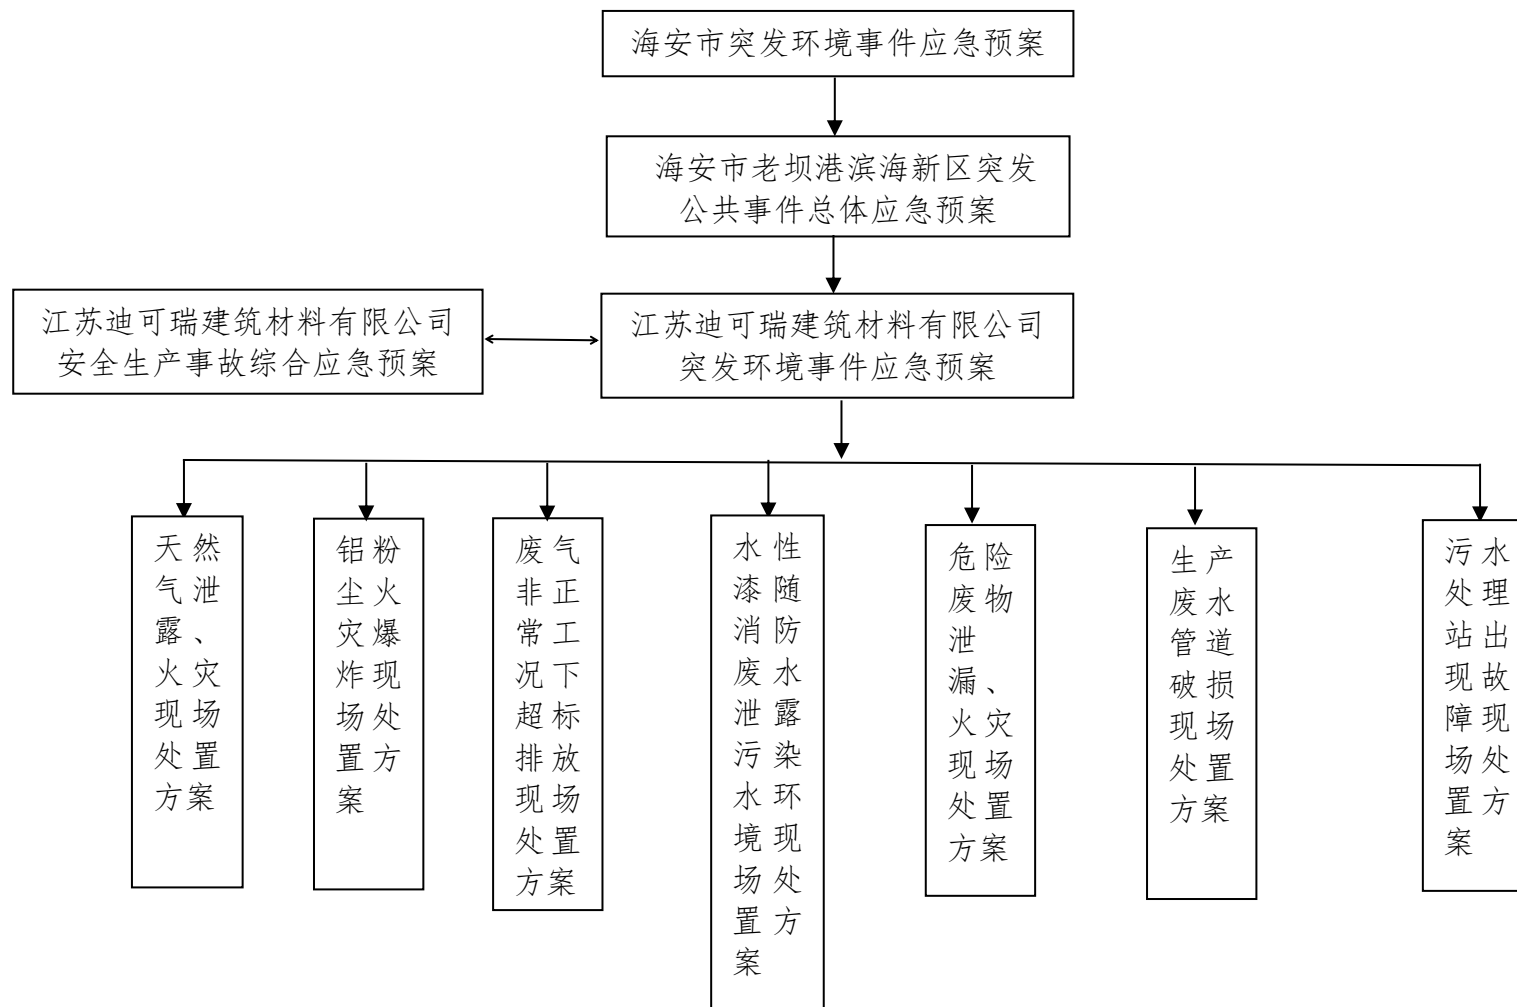 海安市突发环境事件应急预案
海安市老坝港滨海新区突发
公共事件总体应急预案
江苏迪可瑞建筑材料有限公司
安全生产事故综合应急预案
江苏迪可瑞建筑材料有限公司
突发环境事件应急预案
天然
气泄
露、
火灾
现场
处置
方案
铝粉
尘火
灾爆
炸现
场处
置方
案
废气
非正
常工
况下
超标
排放
现场
处置
方案
水性
漆随
消防
废水
泄露
污染
水环
境现
场处
置方
案
危险
废物
泄
漏、
火灾
现场
处置
方案
生产
废水
管道
破损
现场
处置
方案
污水
处理
站出
现故
障现
场处
置方
案